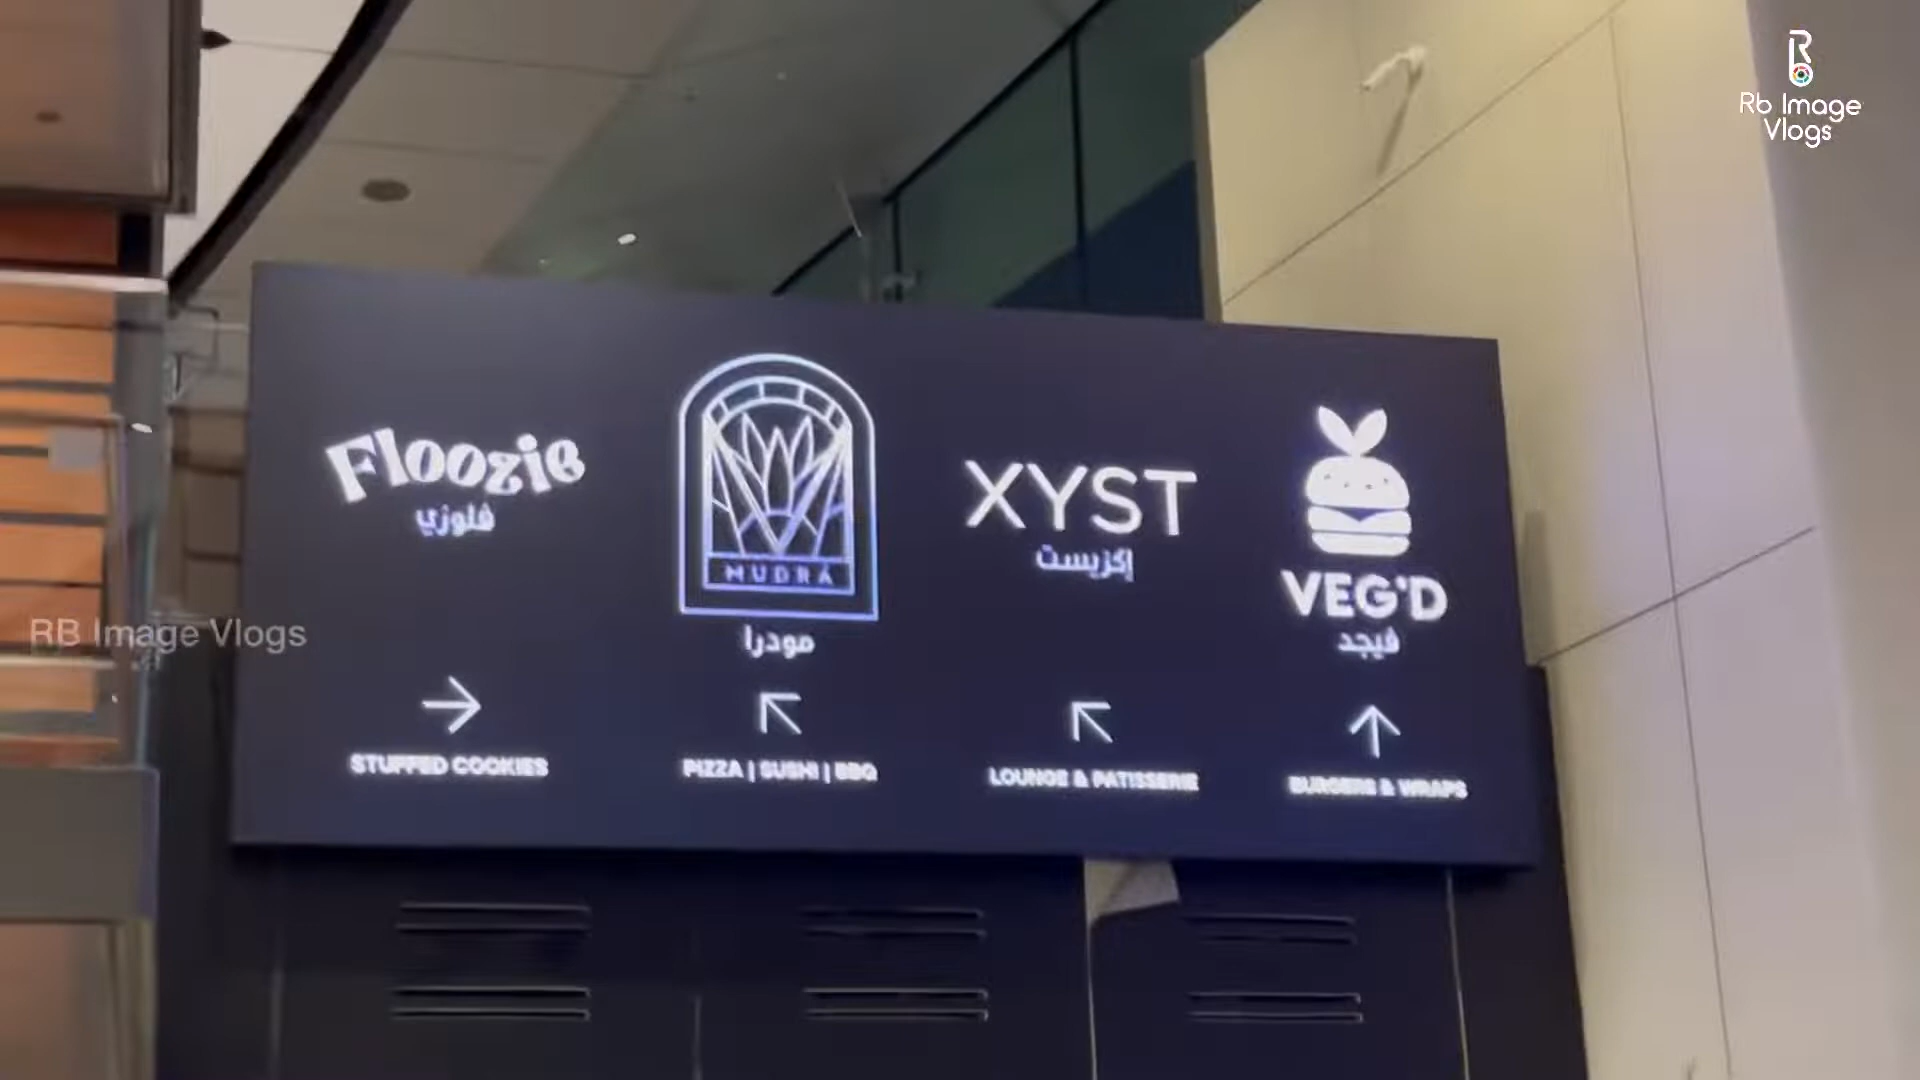 Rb Image
Vlogs
Floozie
فلوزي
MUDRA
مودرا
XYST
إكزيست
VEG'D
فيجد
STUFFED COOKIES
PIZZA | SUSHI | BBQ
LOUNGE & PATISSERIE
BURGERS & WRAPS
RB Image Vlogs